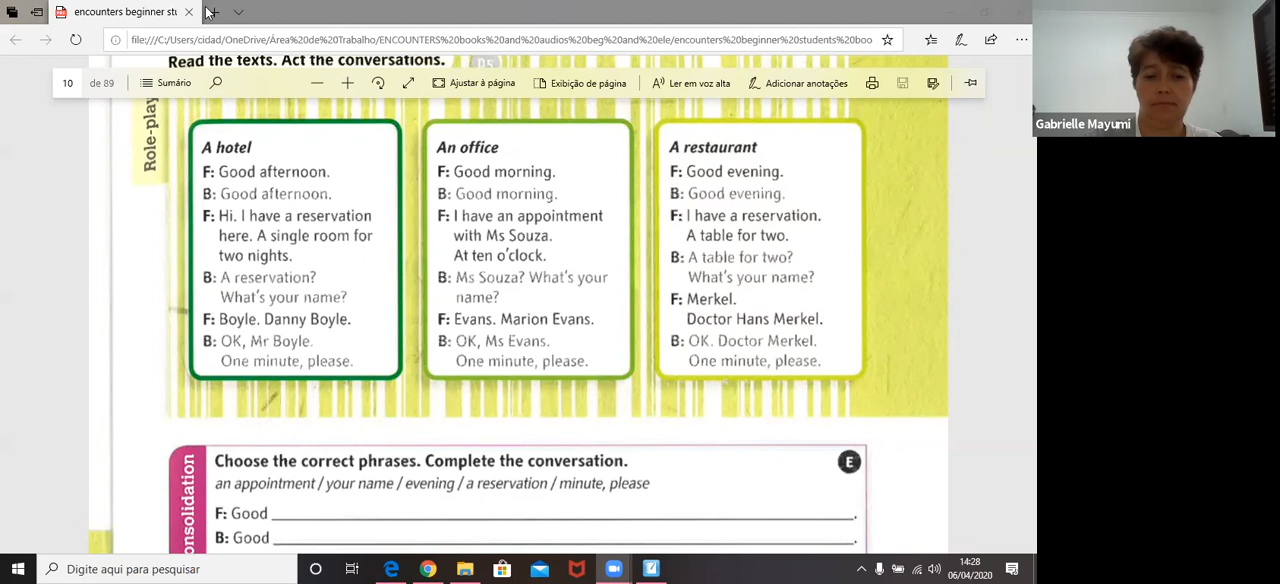 encounters beginner stu
file:///C:/Users/cidad/OneDrive/Área%20de%20Trabalho/ENCOUNTERS%20books%20and%20audios%20beg%20and%20ele/encounters%20beginner%20students%20boo
Read the texts. Act the conversations.
10 de 89
Sumário
Ajustar à página
Exibição de página
Ler em voz alta
Adicionar anotações
Gabrielle Mayumi
Role-play
A hotel
F: Good afternoon.
B: Good afternoon.
F: Hi. I have a reservation
here. A single room for
two nights.
B: A reservation?
What's your name?
F: Boyle. Danny Boyle.
B: OK, Mr Boyle.
One minute, please.
An office
F: Good morning.
B: Good morning.
F: I have an appointment
with Ms Souza.
At ten o'clock.
B: Ms Souza? What's your
name?
F: Evans. Marion Evans.
B: OK, Ms Evans.
One minute, please.
A restaurant
F: Good evening.
B: Good evening.
F: I have a reservation.
A table for two.
B: A table for two?
What's your name?
F: Merkel.
Doctor Hans Merkel.
B: OK. Doctor Merkel.
One minute, please.
onsolidation
Choose the correct phrases. Complete the conversation.
E
an appointment / your name / evening / a reservation / minute, please
F: Good ______.
B: Good ______.
Digite aqui para pesquisar
14:28
06/04/2020